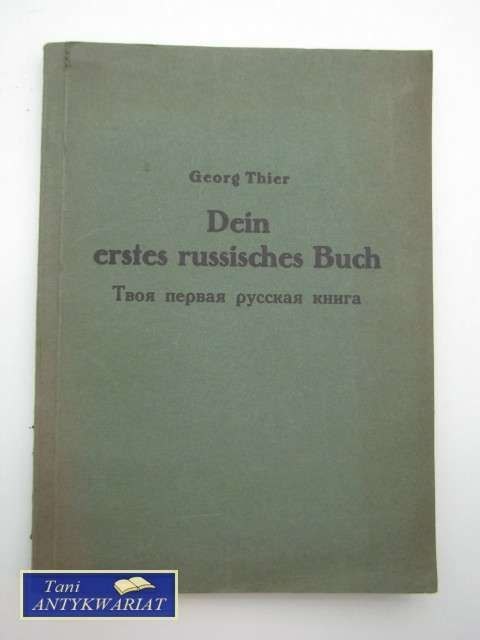 Georg Thier
Dein
erstes russisches Buch
Твоя первая русская книга
Tani
ANTYKWARIAT